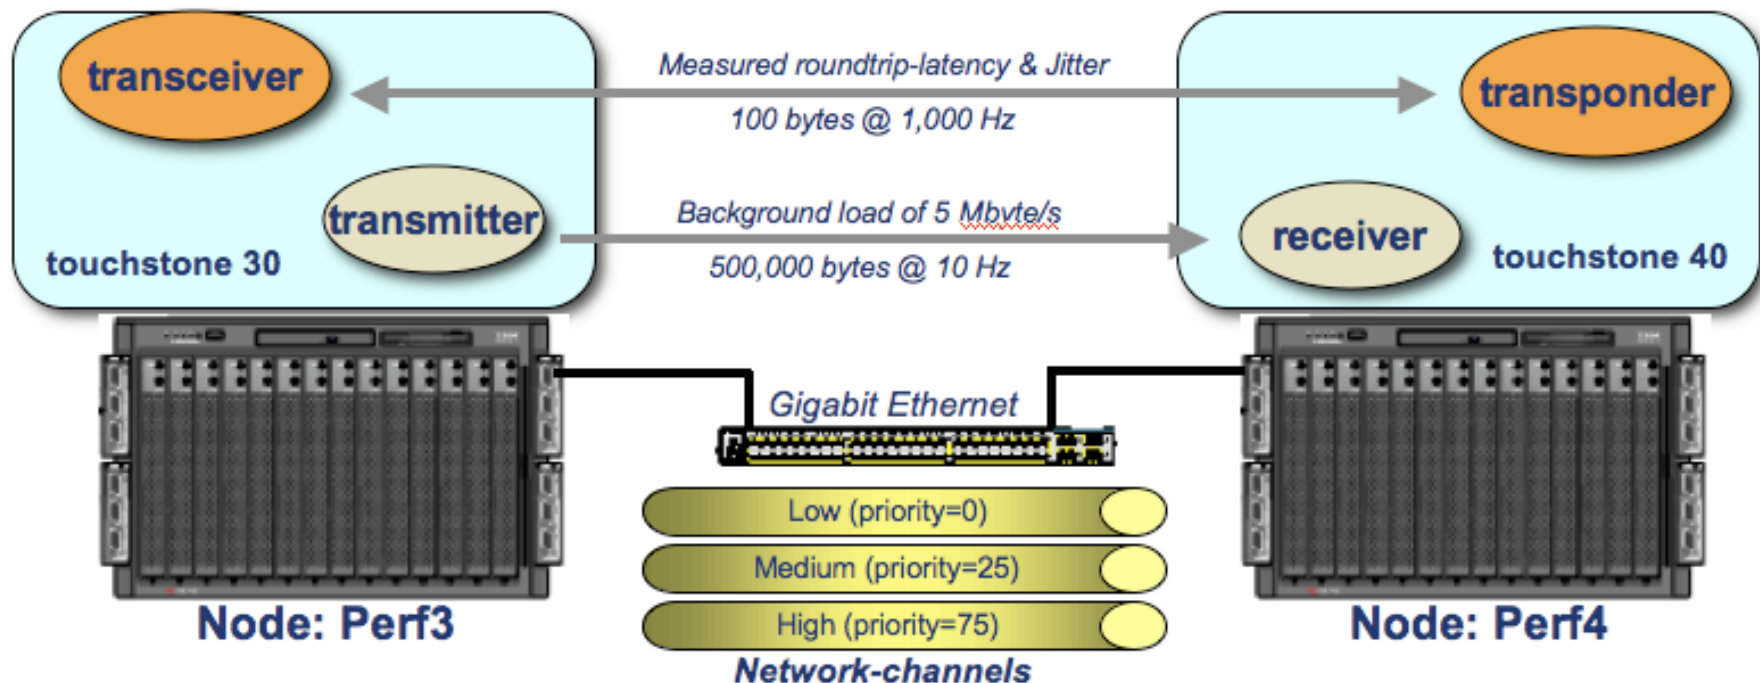 transceiver
Measured roundtrip-latency & Jitter
transponder
100 bytes @ 1,000 Hz
transmitter
Background load of 5 Mbyte/s
receiver
touchstone 30
500,000 bytes @ 10 Hz
touchstone 40
Gigabit Ethernet
Low (priority=0)
Medium (priority=25)
High (priority=75)
Node: Perf3
Node: Perf4
Network-channels